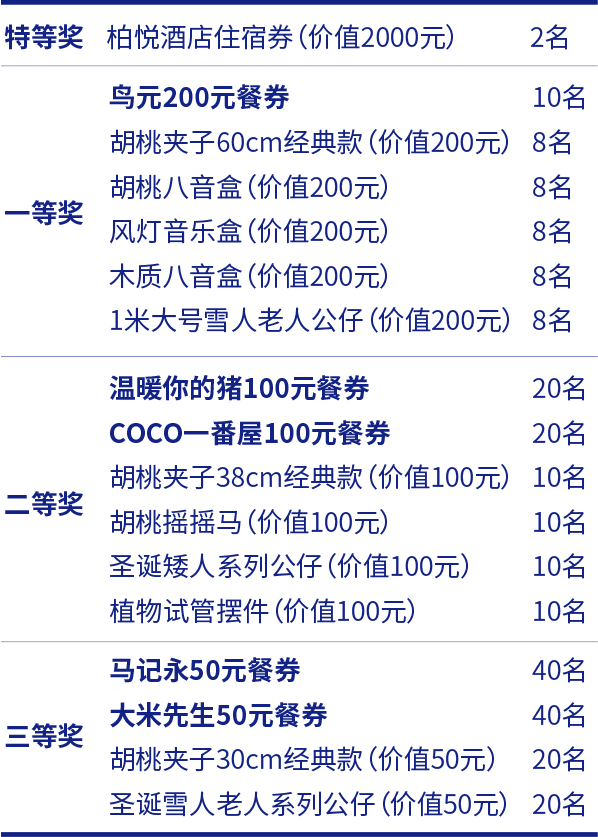 特等奖 柏悦酒店住宿券（价值2000元） 2名
鸟元200元餐券 10名
胡桃夹子60cm经典款（价值200元） 8名
胡桃八音盒（价值200元） 8名
一等奖
风灯音乐盒（价值200元） 8名
木质八音盒（价值200元） 8名
1米大号雪人老人公仔（价值200元） 8名
温暖你的猪100元餐券 20名
COCO一番屋100元餐券 20名
胡桃夹子38cm经典款（价值100元） 10名
二等奖
胡桃摇摇马（价值100元） 10名
圣诞矮人系列公仔（价值100元） 10名
植物试管摆件（价值100元） 10名
马记永50元餐券 40名
大米先生50元餐券 40名
三等奖
胡桃夹子30cm经典款（价值50元） 20名
圣诞雪人老人系列公仔（价值50元） 20名